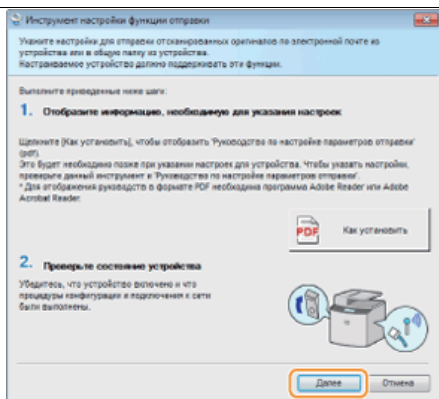 Инструмент настройки функции отправки
Укажите настройки для отправки отсканированных оригиналов по электронной почте из
устройства или в общую папку из устройства.
Настраиваемое устройство должно поддерживать эти функции.
Выполните приведенные ниже шаги:
1. Отобразите информацию, необходимую для указания настроек
Щелкните [Как установить], чтобы отобразить 'Руководство по настройке параметров отправки'
(pdf).
Это будет необходимо позже при указании настроек для устройства. Чтобы указать настройки,
проверьте данный инструмент и 'Руководство по настройке параметров отправки'.
* Для отображения руководств в формате PDF необходима программа Adobe Reader или Adobe
Acrobat Reader.
PDF Как установить
2. Проверьте состояние устройства
Убедитесь, что устройство включено и что
процедуры конфигурации и подключения к сети
были выполнены.
Далее Отмена